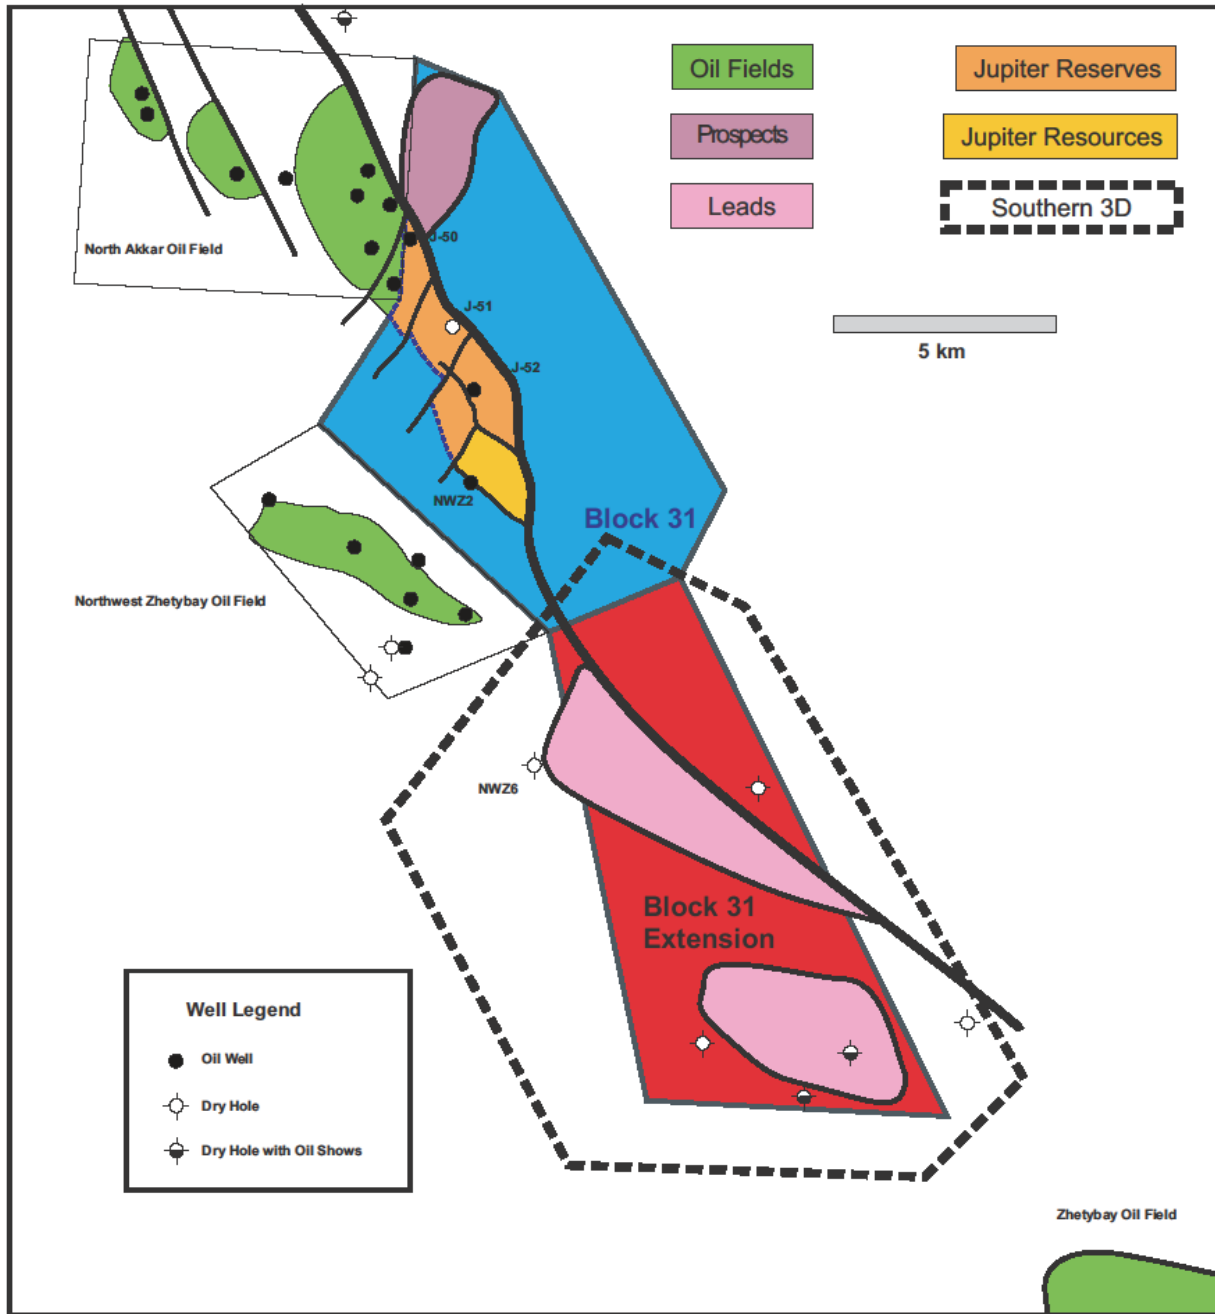 Oil Fields
Jupiter Reserves
Prospects
Jupiter Resources
Leads
Southern 3D
North Akkar Oil Field
J-50
J-51
5 km
J-52
NWZ2
Block 31
Northwest Zhetybay Oil Field
NWZ6
Block 31
Extension
Well Legend
Oil Well
Dry Hole
Dry Hole with Oil Shows
Zhetybay Oil Field